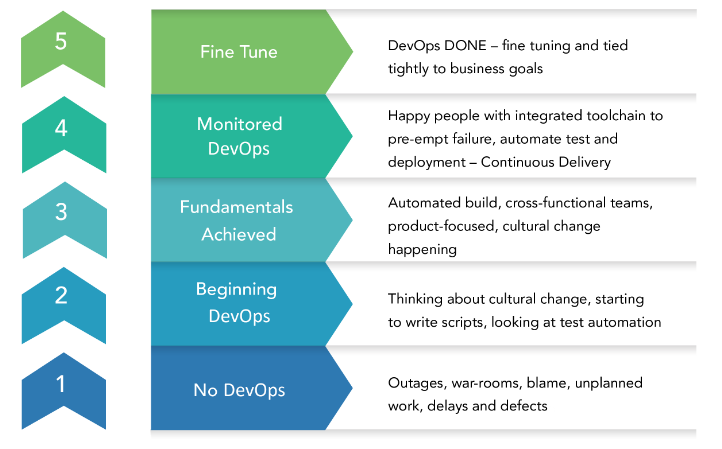 5
Fine Tune
DevOps DONE – fine tuning and tied
tightly to business goals
4
Monitored
DevOps
Happy people with integrated toolchain to
pre-empt failure, automate test and
deployment – Continuous Delivery
3
Fundamentals
Achieved
Automated build, cross-functional teams,
product-focused, cultural change
happening
2
Beginning
DevOps
Thinking about cultural change, starting
to write scripts, looking at test automation
1
No DevOps
Outages, war-rooms, blame, unplanned
work, delays and defects